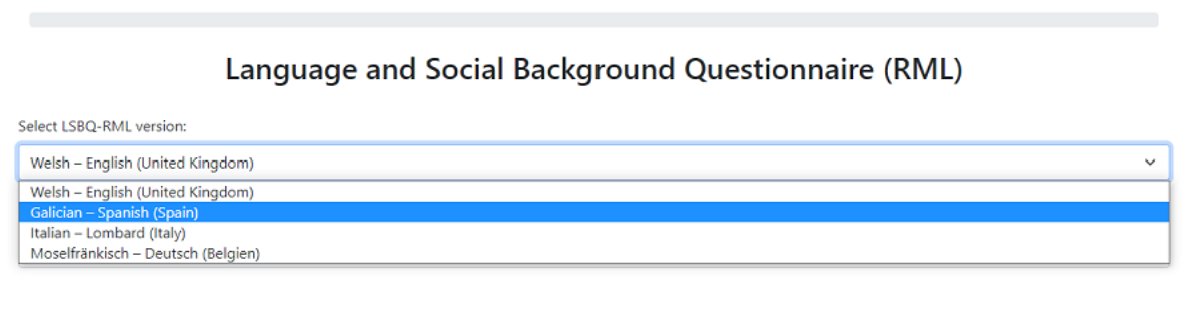 Language and Social Background Questionnaire (RML)
Select LSBQ-RML version:
Welsh – English (United Kingdom)
Welsh – English (United Kingdom)
Galician – Spanish (Spain)
Italian – Lombard (Italy)
Moselfränkisch – Deutsch (Belgien)